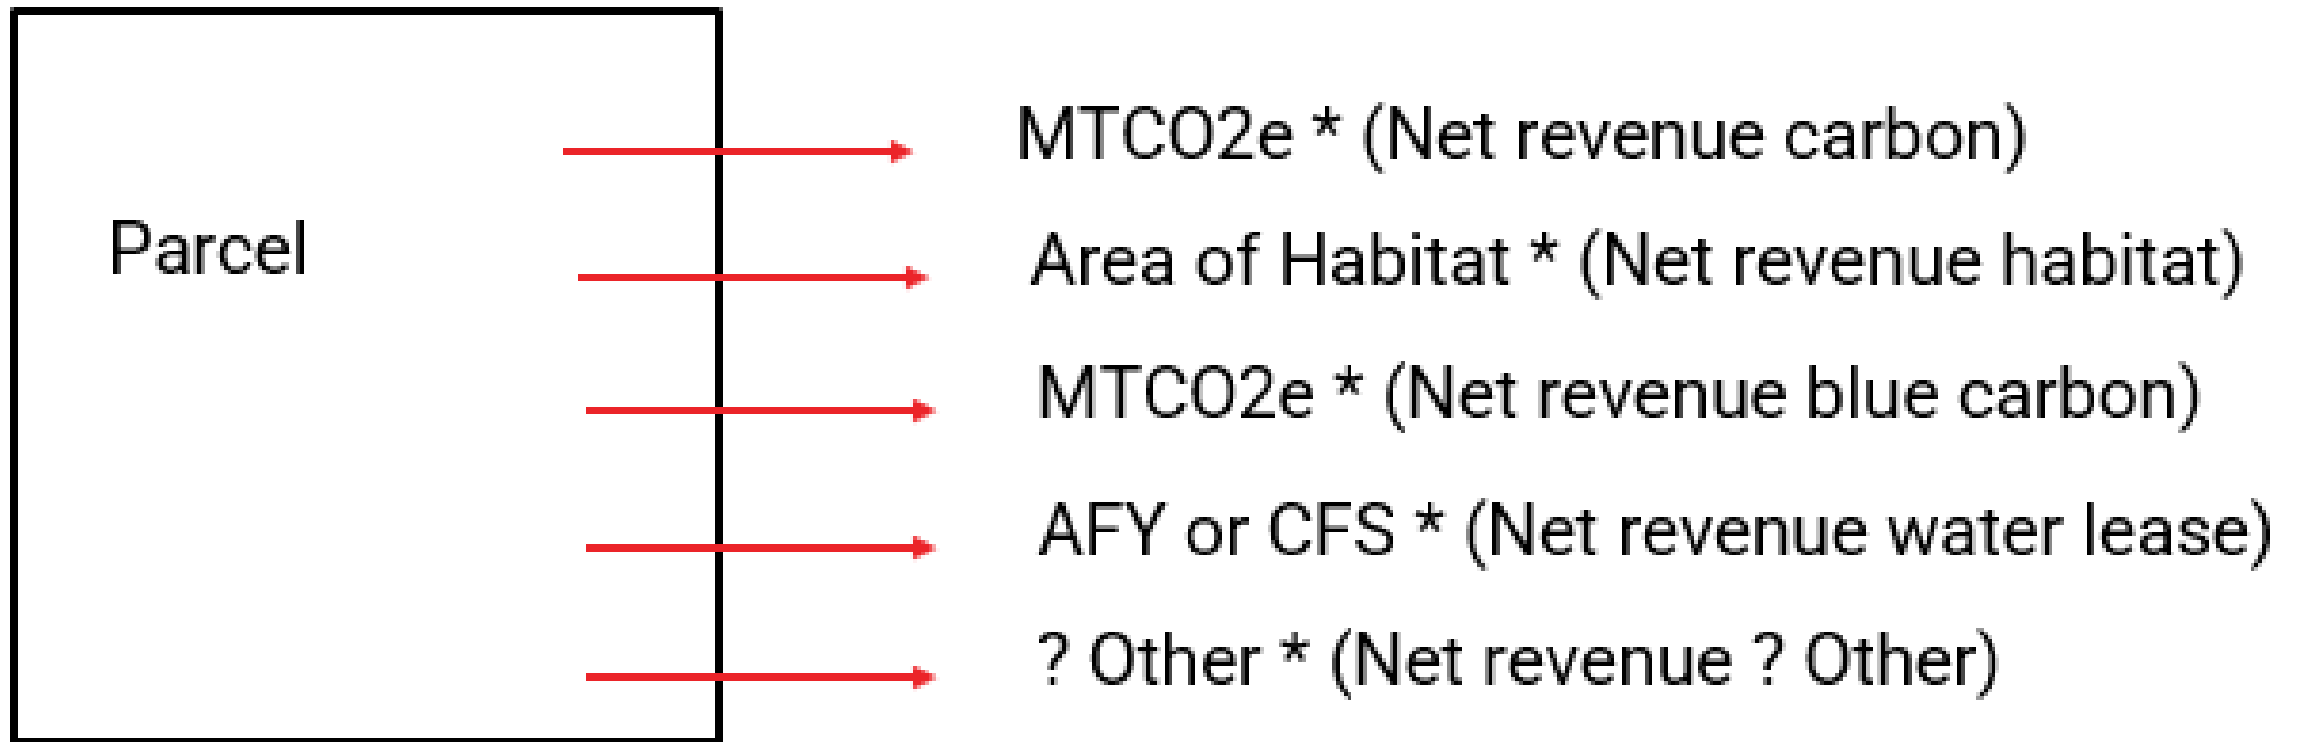 MTCO2e * (Net revenue carbon)
Parcel
Area of Habitat * (Net revenue habitat)
MTCO2e * (Net revenue blue carbon)
AFY or CFS * (Net revenue water lease)
? Other * (Net revenue ? Other)